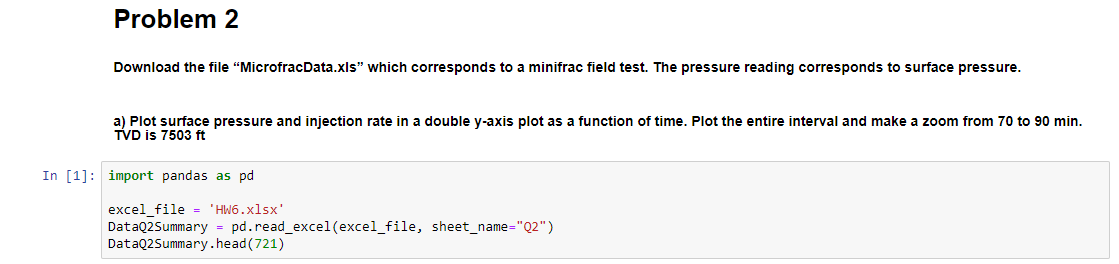 Problem 2
Download the file “MicrofracData.xls” which corresponds to a minifrac field test. The pressure reading corresponds to surface pressure.
a) Plot surface pressure and injection rate in a double y-axis plot as a function of time. Plot the entire interval and make a zoom from 70 to 90 min.
TVD is 7503 ft
In [1]: import pandas as pd
excel_file = 'HW6.xlsx'
DataQ2Summary = pd.read_excel(excel_file, sheet_name="Q2")
DataQ2Summary.head(721)